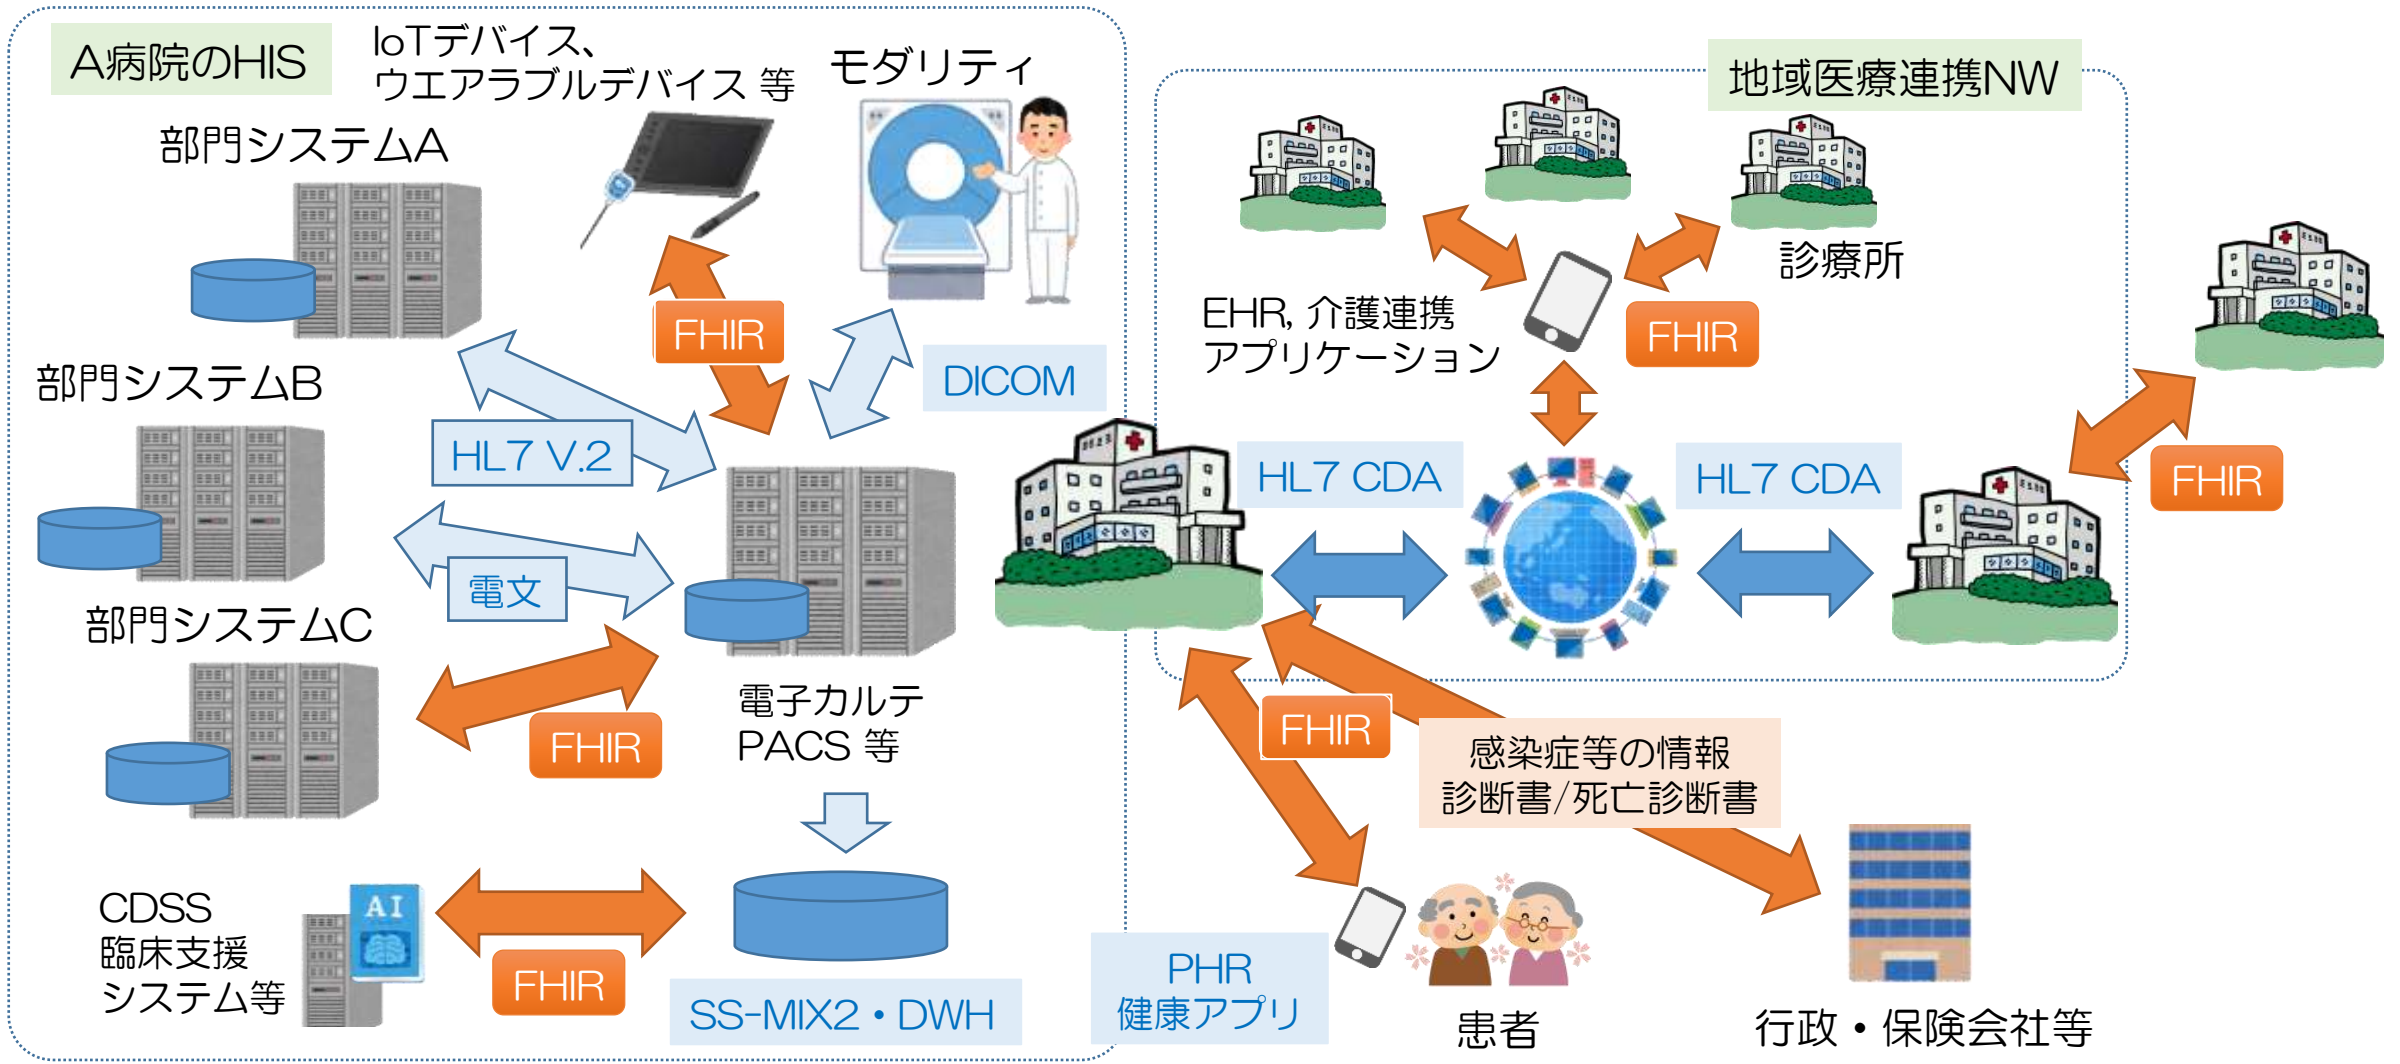 A病院のHIS
IoTデバイス、
ウエアラブルデバイス 等
モダリティ
部門システムA
FHIR
DICOM
部門システムB
HL7 V.2
電文
部門システムC
FHIR
電子カルテ
PACS 等
CDSS
臨床支援
システム等
AI
FHIR
SS-MIX2・DWH
地域医療連携NW
診療所
EHR, 介護連携
アプリケーション
FHIR
HL7 CDA
HL7 CDA
FHIR
FHIR
感染症等の情報
診断書/死亡診断書
PHR
健康アプリ
患者
行政・保険会社等